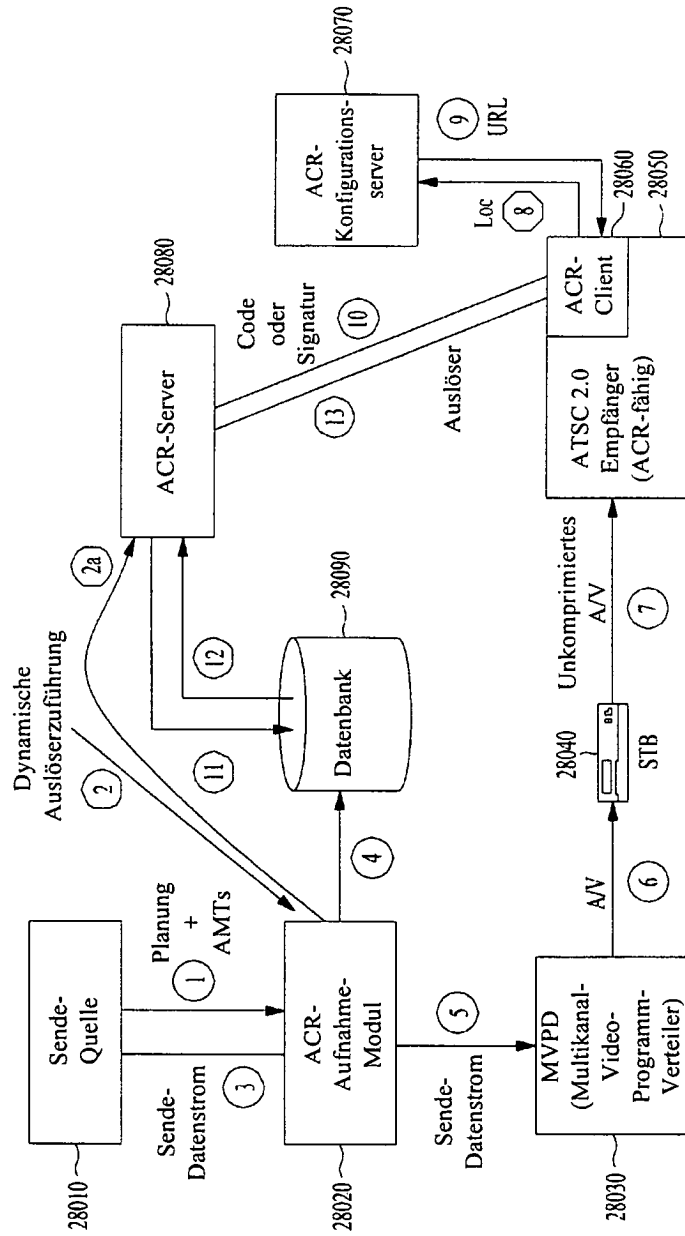 28010
Sende-
Quelle
Sende-
Datenstrom
3
1
Planung
+
AMTs
28020
ACR-
Aufnahme-
Modul
Dynamische
Auslöserzuführung
2
2a
4
28090
Datenbank
11
12
28080
ACR-Server
Code
oder
Signatur
10
13
Auslöser
28070
ACR-
Konfigurations-
server
Loc
8
9
URL
Sende-
Datenstrom
5
28030
MVPD
(Multikanal-
Video-
Programm-
Verteiler)
A/V
6
28040
STB
Unkomprimiertes
A/V
7
ATSC 2.0
Empfänger
(ACR-fähig)
ACR-
Client
28060
28050